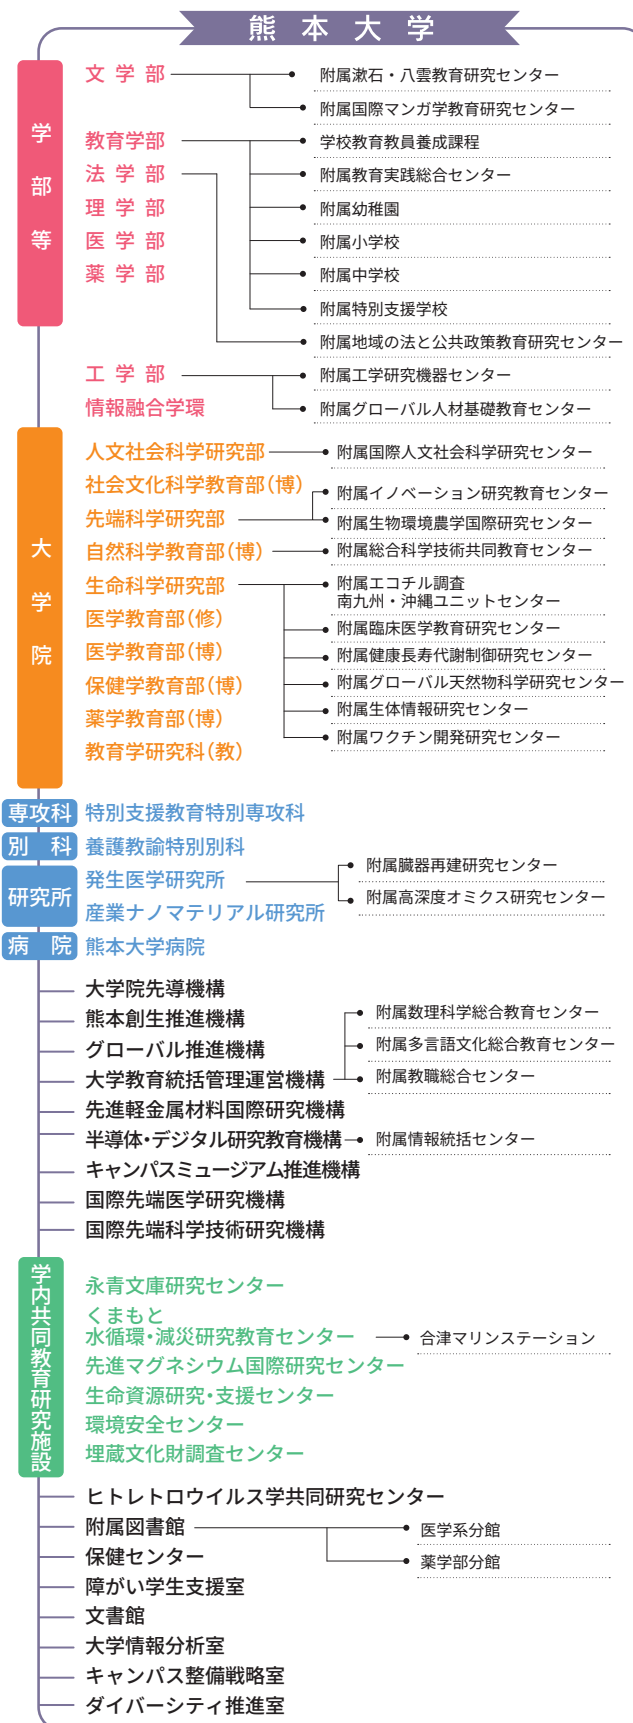 熊本大学
学部等
文学部
附属漱石・八雲教育研究センター
附属国際マンガ学教育研究センター
教育学部
学校教育教員養成課程
法学部
附属教育実践総合センター
理学部
附属幼稚園
医学部
附属小学校
薬学部
附属中学校
附属特別支援学校
附属地域の法と公共政策教育研究センター
工学部
附属工学研究機器センター
情報融合学環
附属グローバル人材基礎教育センター
大学院
人文社会科学研究部
附属国際人文社会科学研究センター
社会文化科学教育部(博)
附属イノベーション研究教育センター
先端科学研究部
附属生物環境農学国際研究センター
自然科学教育部(博)
附属総合科学技術共同教育センター
生命科学研究部
附属エコチル調査
南九州・沖縄ユニットセンター
医学教育部(修)
附属臨床医学教育研究センター
医学教育部(博)
附属健康長寿代謝制御研究センター
保健学教育部(博)
附属グローバル天然物科学研究センター
薬学教育部(博)
附属生体情報研究センター
教育学研究科(教)
附属ワクチン開発研究センター
専攻科
特別支援教育特別専攻科
別科
養護教諭特別別科
研究所
発生医学研究所
附属臓器再建研究センター
附属高深度オミクス研究センター
産業ナノマテリアル研究所
病院
熊本大学病院
大学院先導機構
熊本創生推進機構
附属数理科学総合教育センター
グローバル推進機構
附属多言語文化総合教育センター
大学教育統括管理運営機構
附属教職総合センター
先進軽金属材料国際研究機構
半導体・デジタル研究教育機構
附属情報統括センター
キャンパスミュージアム推進機構
国際先端医学研究機構
国際先端科学技術研究機構
学内共同教育研究施設
永青文庫研究センター
くまもと
水循環・減災研究教育センター
合津マリンステーション
先進マグネシウム国際研究センター
生命資源研究・支援センター
環境安全センター
埋蔵文化財調査センター
ヒトレトロウイルス学共同研究センター
附属図書館
医学系分館
保健センター
薬学部分館
障がい学生支援室
文書館
大学情報分析室
キャンパス整備戦略室
ダイバーシティ推進室